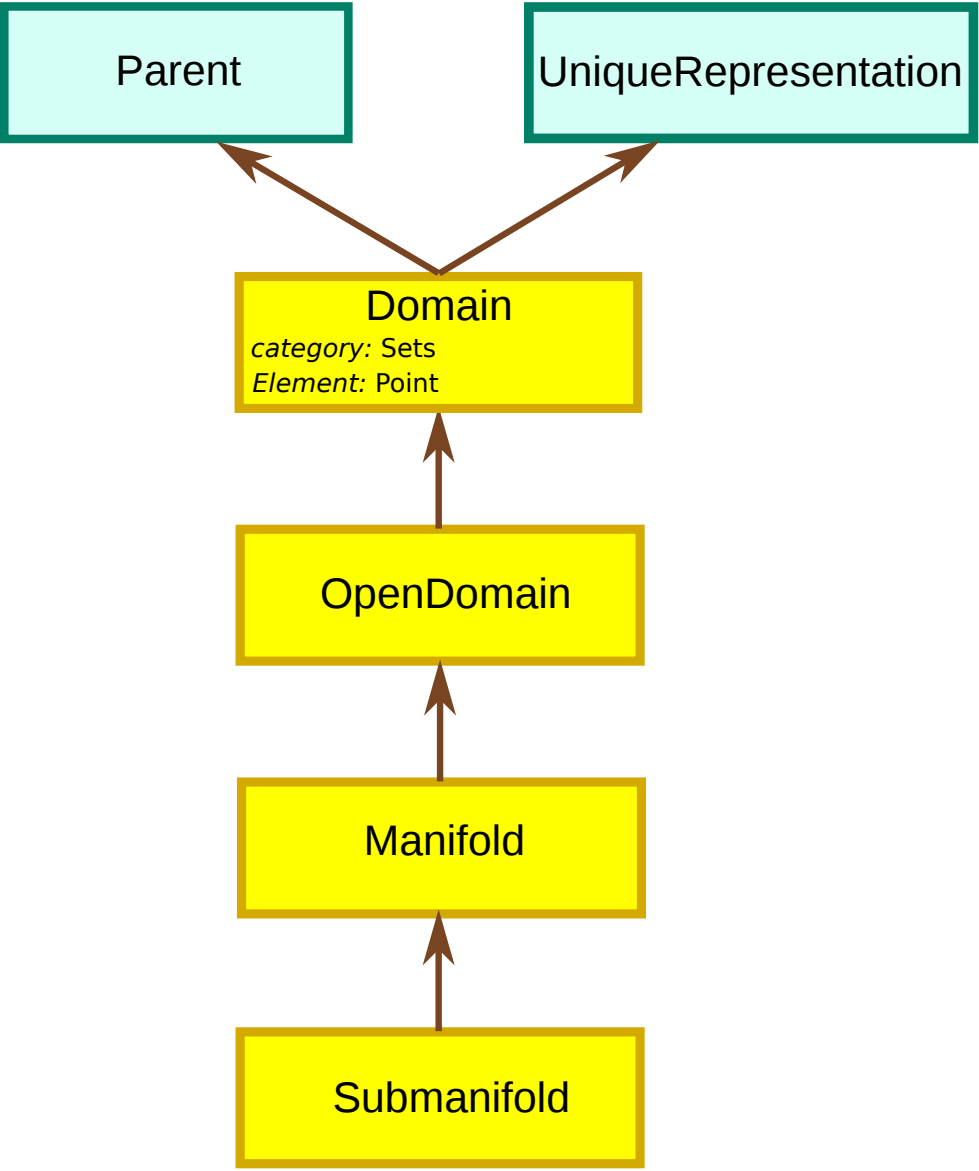 Parent
UniqueRepresentation
Domain
category: Sets
Element: Point
OpenDomain
Manifold
Submanifold